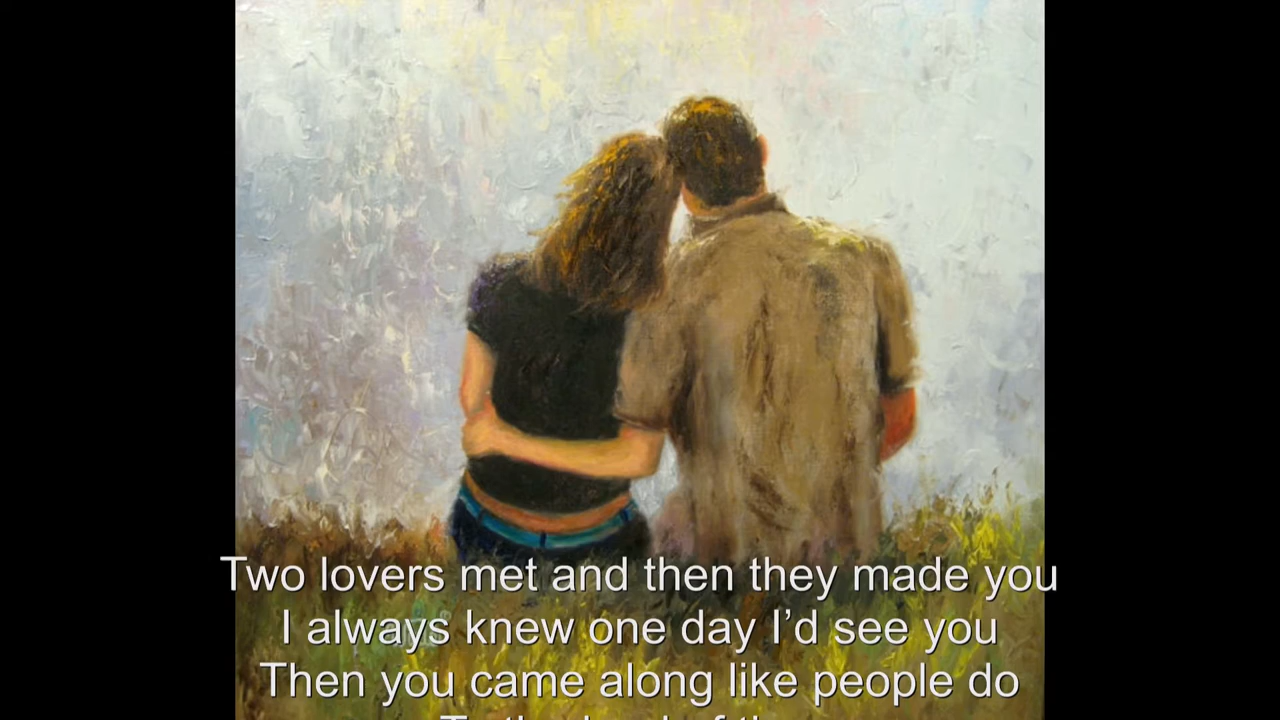 Two lovers met and then they made you
I always knew one day I’d see you
Then you came along like people do